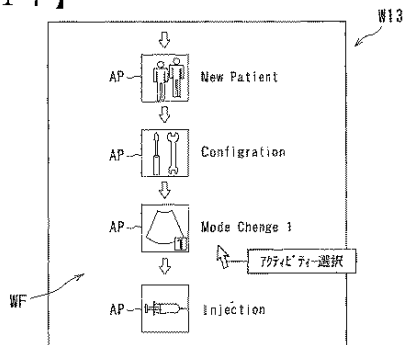 W13
AP New Patient
AP Configration
AP Mode Chenge 1
1
アクティビティー選択
WF
AP Injection